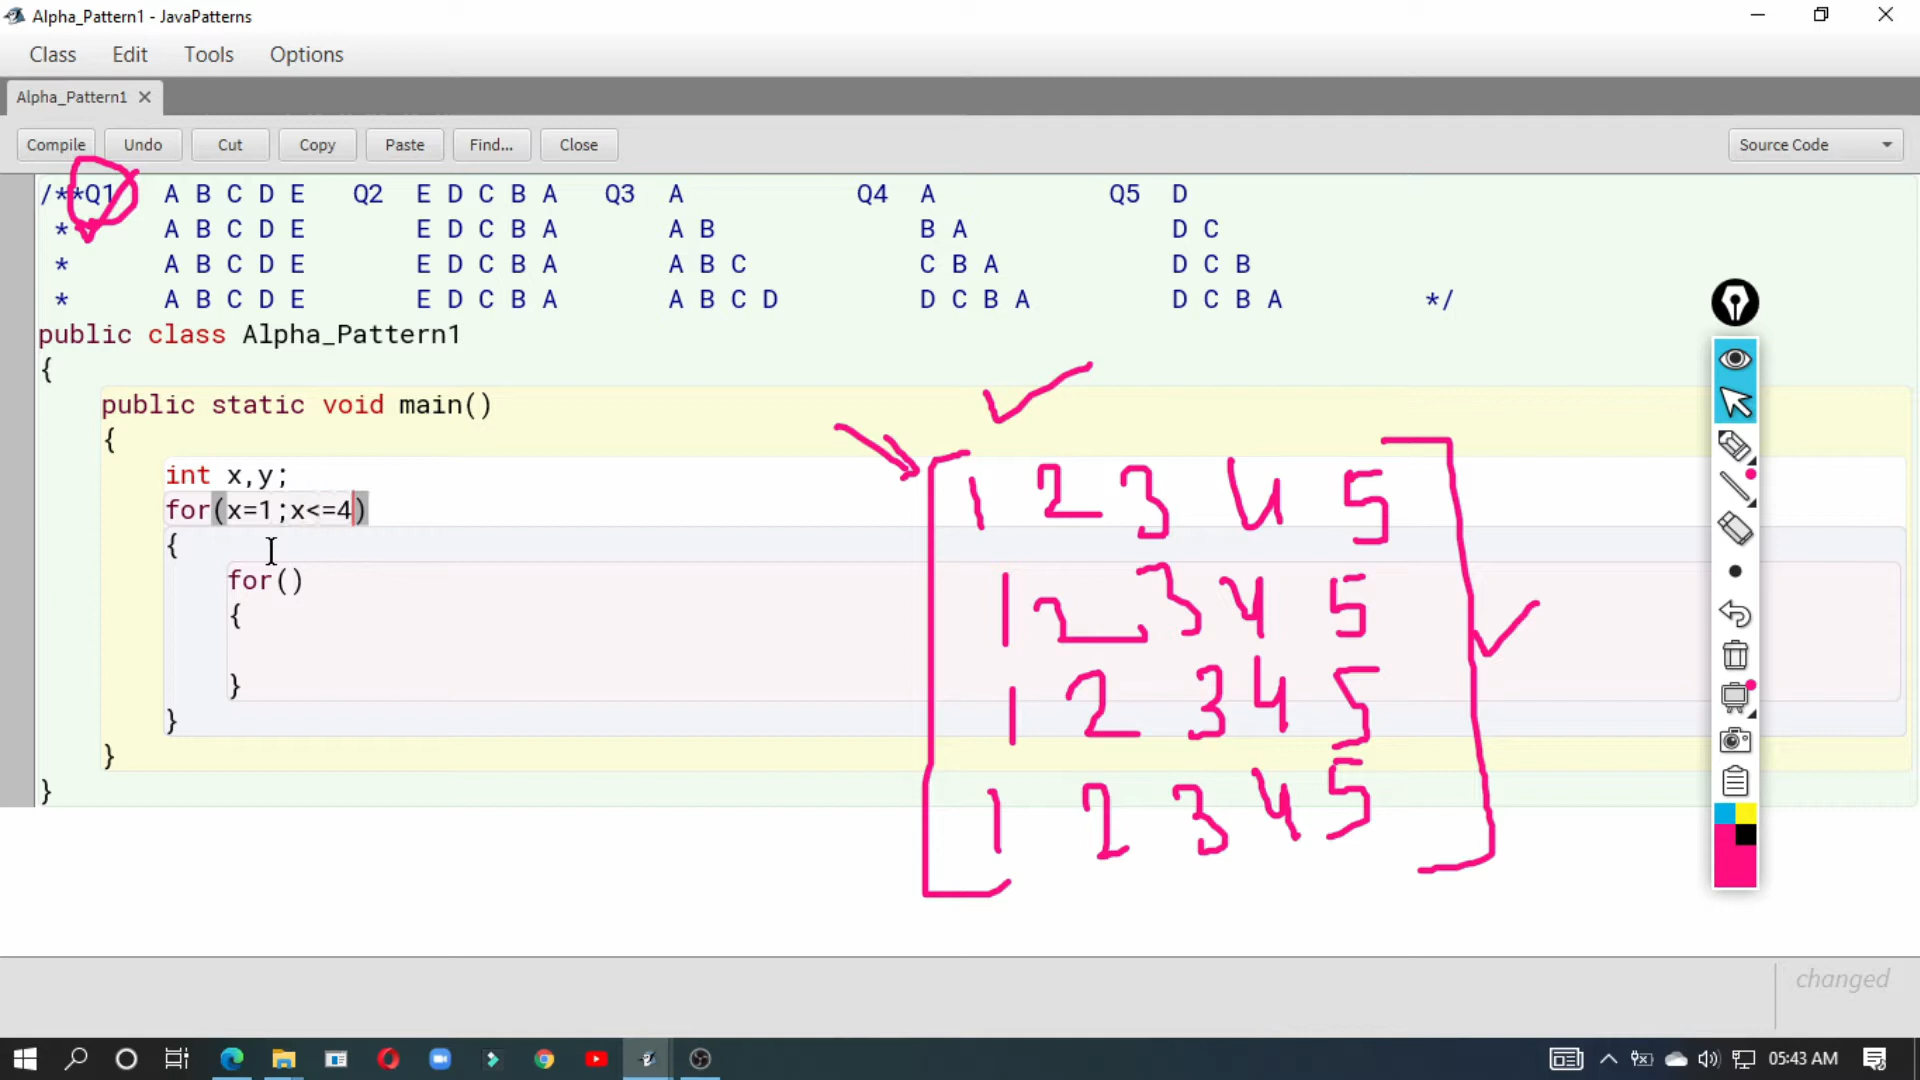 Alpha_Pattern1 - JavaPatterns
Class Edit Tools Options
Alpha_Pattern1
Compile Undo Cut Copy Paste Find... Close Source Code
/**Q1 A B C D E Q2 E D C B A Q3 A Q4 A Q5 D
* A B C D E E D C B A A B B A D C
* A B C D E E D C B A A B C C B A D C B
* A B C D E E D C B A A B C D D C B A D C B A */
public class Alpha_Pattern1
{
public static void main()
{
int x,y;
for(x=1;x<=4)
{
for()
{
}
}
}
}
1 2 3 4 5
1 2 3 4 5
1 2 3 4 5
1 2 3 4 5
changed
05:43 AM